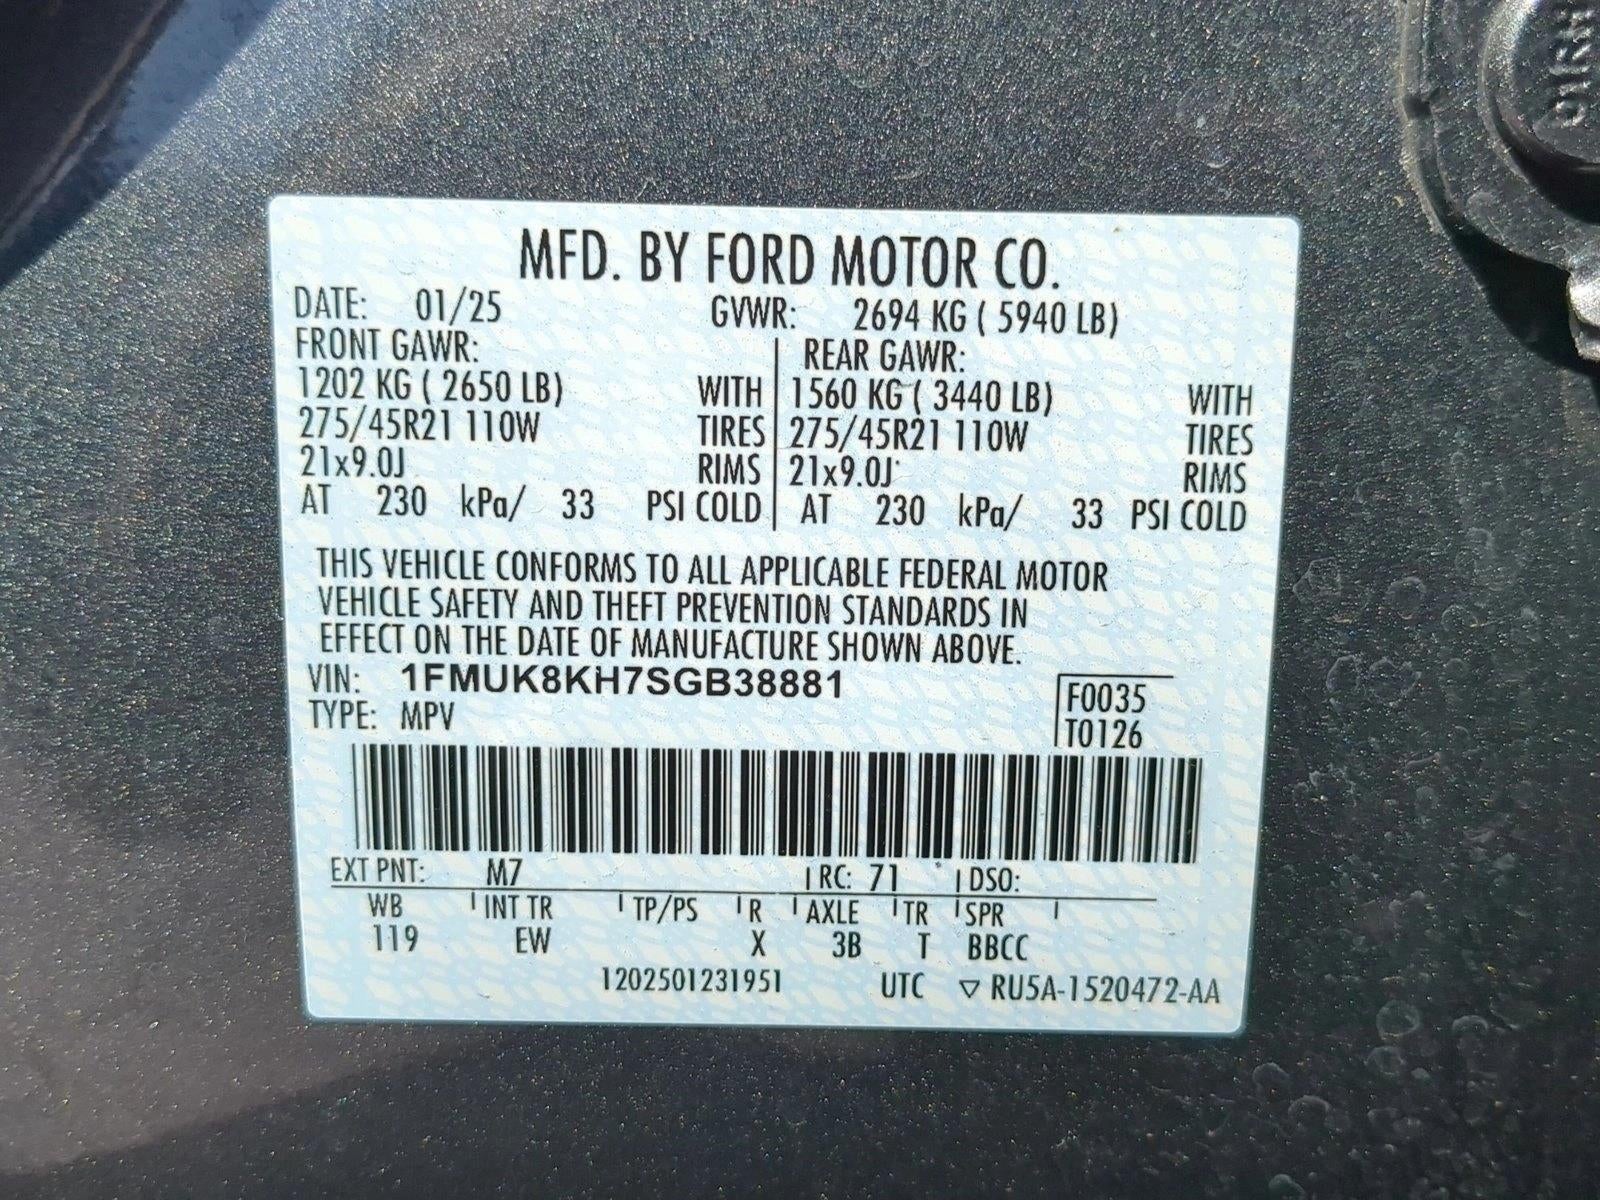 MFD. BY FORD MOTOR CO.
DATE: 01/25 GVWR: 2694 KG ( 5940 LB)
FRONT GAWR: REAR GAWR:
1202 KG ( 2650 LB) WITH 1560 KG ( 3440 LB) WITH
275/45R21 110W TIRES 275/45R21 110W TIRES
21x9.0J RIMS 21x9.0J RIMS
AT 230 kPa/ 33 PSI COLD AT 230 kPa/ 33 PSI COLD
THIS VEHICLE CONFORMS TO ALL APPLICABLE FEDERAL MOTOR
VEHICLE SAFETY AND THEFT PREVENTION STANDARDS IN
EFFECT ON THE DATE OF MANUFACTURE SHOWN ABOVE.
VIN: 1FMUK8KH7SGB38881 F0035
TYPE: MPV T0126
EXT PNT: M7 RC: 71 DSO:
WB INT TR TP/PS R AXLE TR SPR
119 EW X 3B T BBCC
1202501231951 UTC ▽ RU5A-1520472-AA